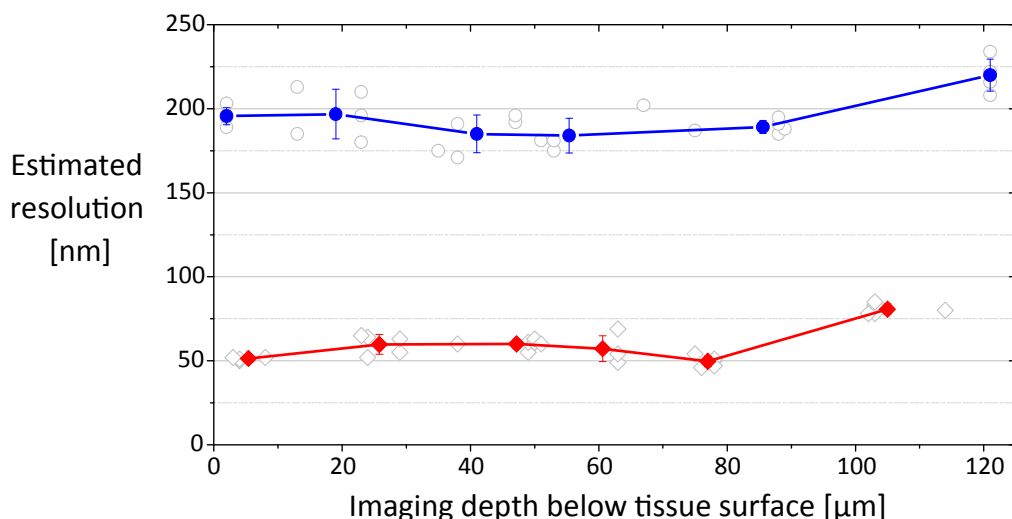 250
200
150
100
50
0
Estimated
resolution
[nm]
0 20 40 60 80 100 120
Imaging depth below tissue surface [µm]